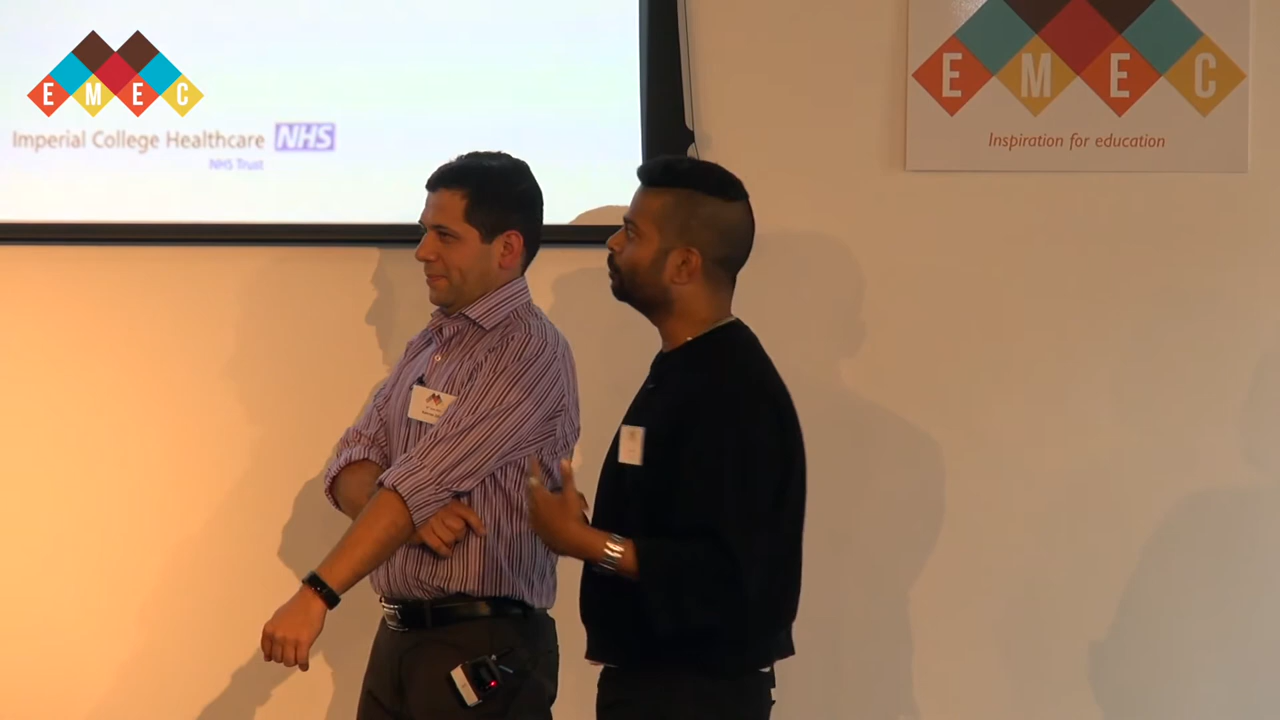 EMEC
Imperial College Healthcare NHS
NHS Trust
EMEC
Inspiration for education